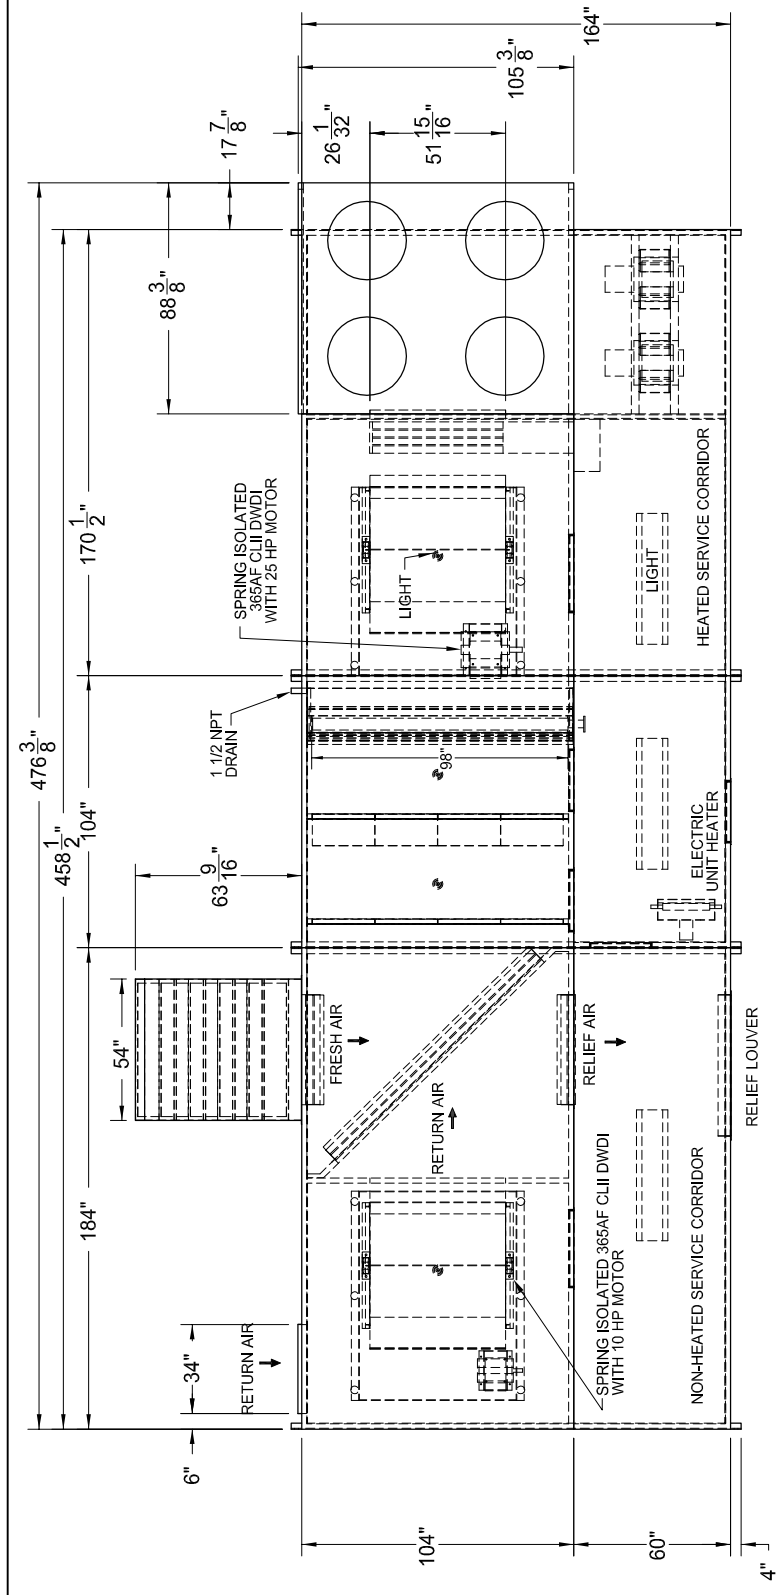 476 3/8"
458 1/2"
184"
104"
170 1/2"
17 7/8"
88 3/8"
26 1/32"
51 15/16"
105 3/8"
164"
63 9/16"
54"
34"
6"
RETURN AIR
1 1/2 NPT
DRAIN
SPRING ISOLATED
365AF CLII DWDI
WITH 25 HP MOTOR
FRESH AIR
RETURN AIR
98"
LIGHT
104"
RELIEF AIR
SPRING ISOLATED 365AF CLII DWDI
WITH 10 HP MOTOR
ELECTRIC
UNIT HEATER
LIGHT
60"
NON-HEATED SERVICE CORRIDOR
HEATED SERVICE CORRIDOR
RELIEF LOUVER
4"